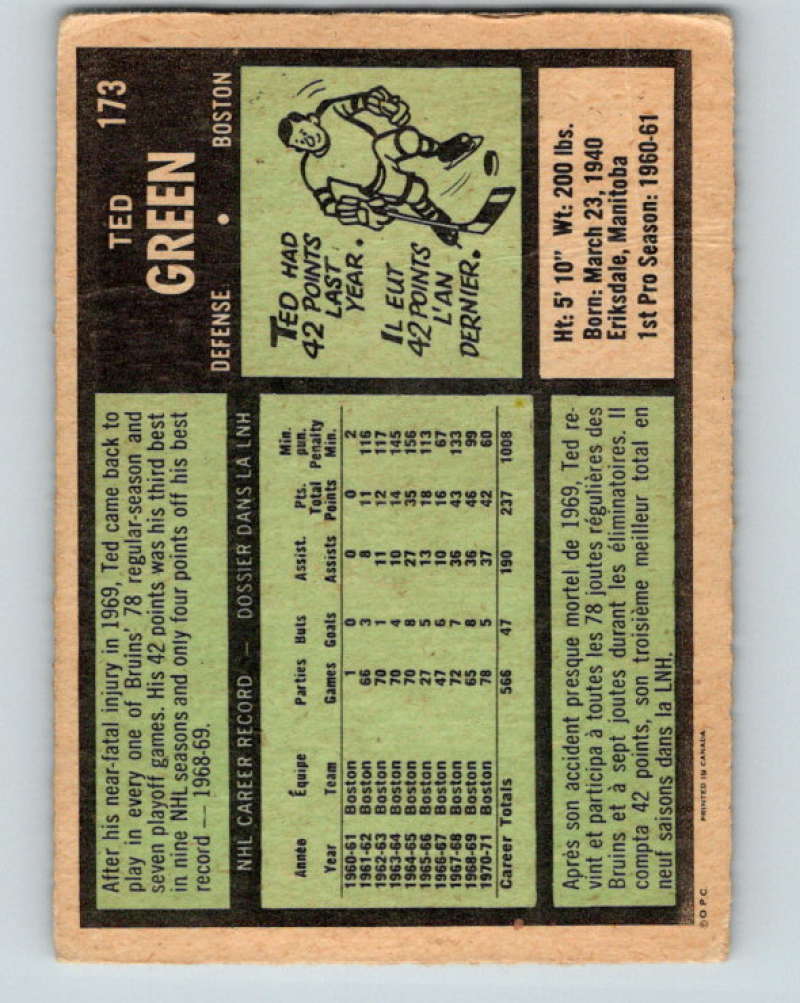 TED 173
GREEN
DEFENSE • BOSTON
After his near-fatal injury in 1969, Ted came back to
play in every one of Bruins' 78 regular-season and
seven playoff games. His 42 points was his third best
in nine NHL seasons and only four points off his best
record — 1968-69.
TED HAD
42 POINTS
LAST
YEAR.
IL EUT
42 POINTS
L'AN
DERNIER.
NHL CAREER RECORD — DOSSIER DANS LA LNH
Année Équipe Parties Buts Assist. Pts. Total Min. pun. Penalty
Year Team Games Goals Assists Points Min.
1960-61 Boston 1 0 0 0 2
1961-62 Boston 66 3 8 11 116
1962-63 Boston 70 1 11 12 117
1963-64 Boston 70 4 10 14 145
1964-65 Boston 70 8 27 35 156
1965-66 Boston 27 5 13 18 113
1966-67 Boston 47 6 10 16 67
1967-68 Boston 72 7 36 43 133
1968-69 Boston 65 8 36 46 99
1970-71 Boston 78 5 37 42 60
Career Totals 566 47 190 237 1008
Ht: 5' 10" Wt: 200 lbs.
Born: March 23, 1940
Eriksdale, Manitoba
1st Pro Season: 1960-61
Après son accident presque mortel de 1969, Ted re-
vint et participa à toutes les 78 joutes régulières des
Bruins et à sept joutes durant les éliminatoires. Il
compta 42 points, son troisième meilleur total en
neuf saisons dans la LNH.
© O.P.C. PRINTED IN CANADA